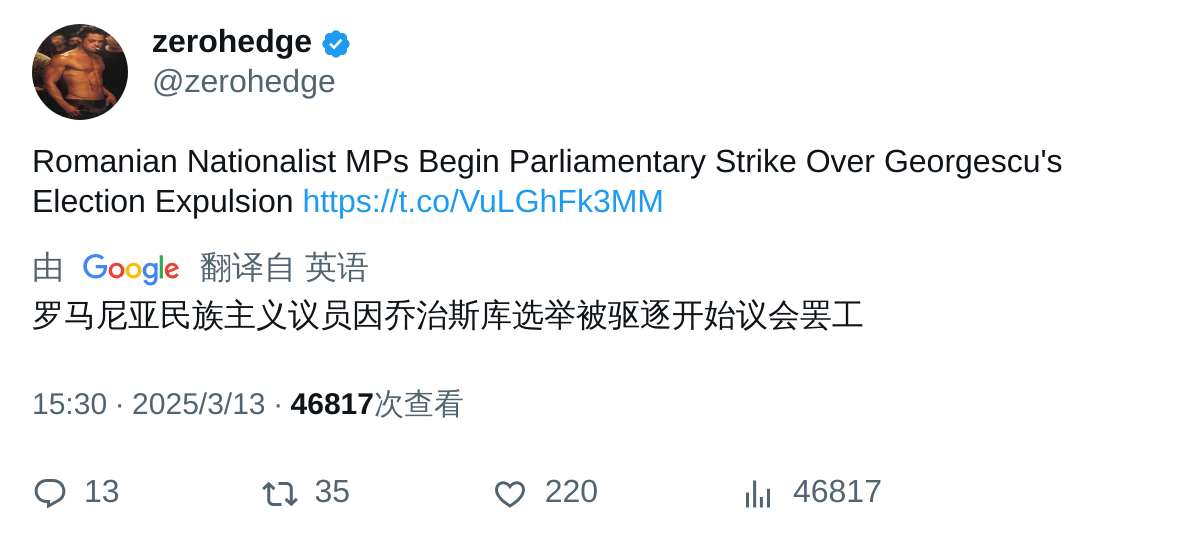 zerohedge
@zerohedge
Romanian Nationalist MPs Begin Parliamentary Strike Over Georgescu's
Election Expulsion https://t.co/VuLGhFk3MM
由 Google 翻译自 英语
罗马尼亚民族主义议员因乔治斯库选举被驱逐开始议会罢工
15:30 · 2025/3/13 · 46817次查看
13 35 220 46817